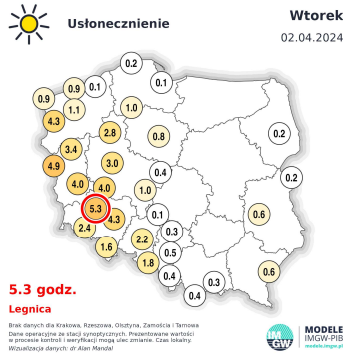 Usłonecznienie
Wtorek
02.04.2024
0.2
0.1
0.9
0.9
0.1
1.1
1.0
4.3
2.8
0.8
0.2
3.4
4.9
3.0
0.4
0.2
4.0
4.0
1.0
5.3
4.3
0.1
0.6
2.4
0.3
1.6
2.2
0.5
1.8
0.4
0.6
0.3
0.4
5.3 godz.
Legnica
Brak danych dla Krakowa, Rzeszowa, Olsztyna, Zamościa i Tarnowa
Dane operacyjne ze stacji synoptycznych. Prezentowane wartości
w procesie kontroli i weryfikacji mogą ulec zmianie. Czas lokalny.
Wizualizacja danych: dr Alan Mandal
IM
GW
MODELE
IMGW-PIB
modele.imgw.pl